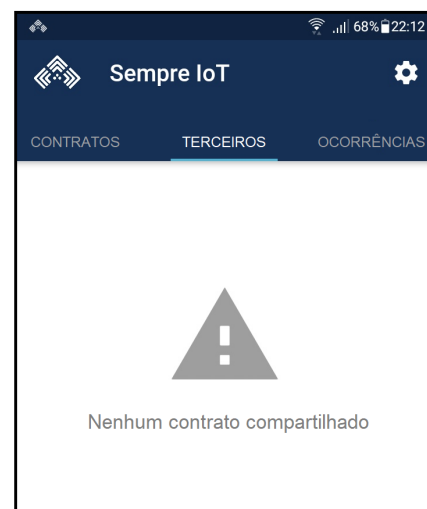 68% 22:12
Sempre IoT
CONTRATOS TERCEIROS OCORRÊNCIAS
Nenhum contrato compartilhado